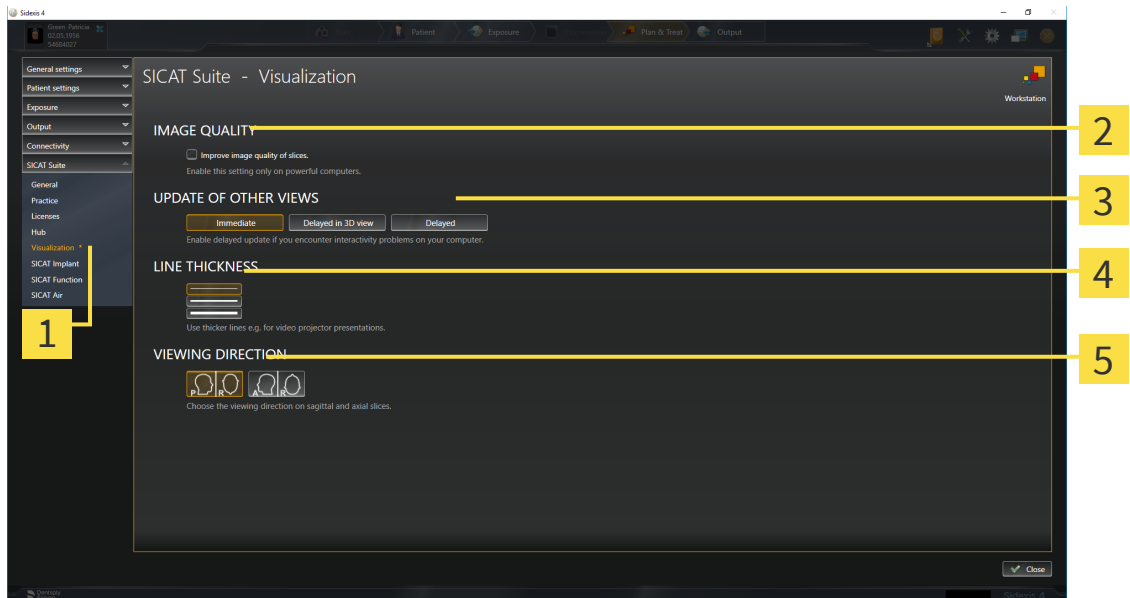 Sidexis 4
Green Patricia
02.05.1956
54684027
Patient
Exposure
Plan & Treat
Output
General settings
Patient settings
Exposure
Output
Connectivity
SICAT Suite
General
Practice
Licenses
Hub
Visualization *
SICAT Implant
SICAT Function
SICAT Air
1
SICAT Suite - Visualization
Workstation
IMAGE QUALITY
2
Improve image quality of slices.
Enable this setting only on powerful computers.
UPDATE OF OTHER VIEWS
3
Immediate Delayed in 3D view Delayed
Enable delayed update if you encounter interactivity problems on your computer.
LINE THICKNESS
4
Use thicker lines e.g. for video projector presentations.
VIEWING DIRECTION
5
P R A R
Choose the viewing direction on sagittal and axial slices.
Close
Dentsply
Sidexis 4